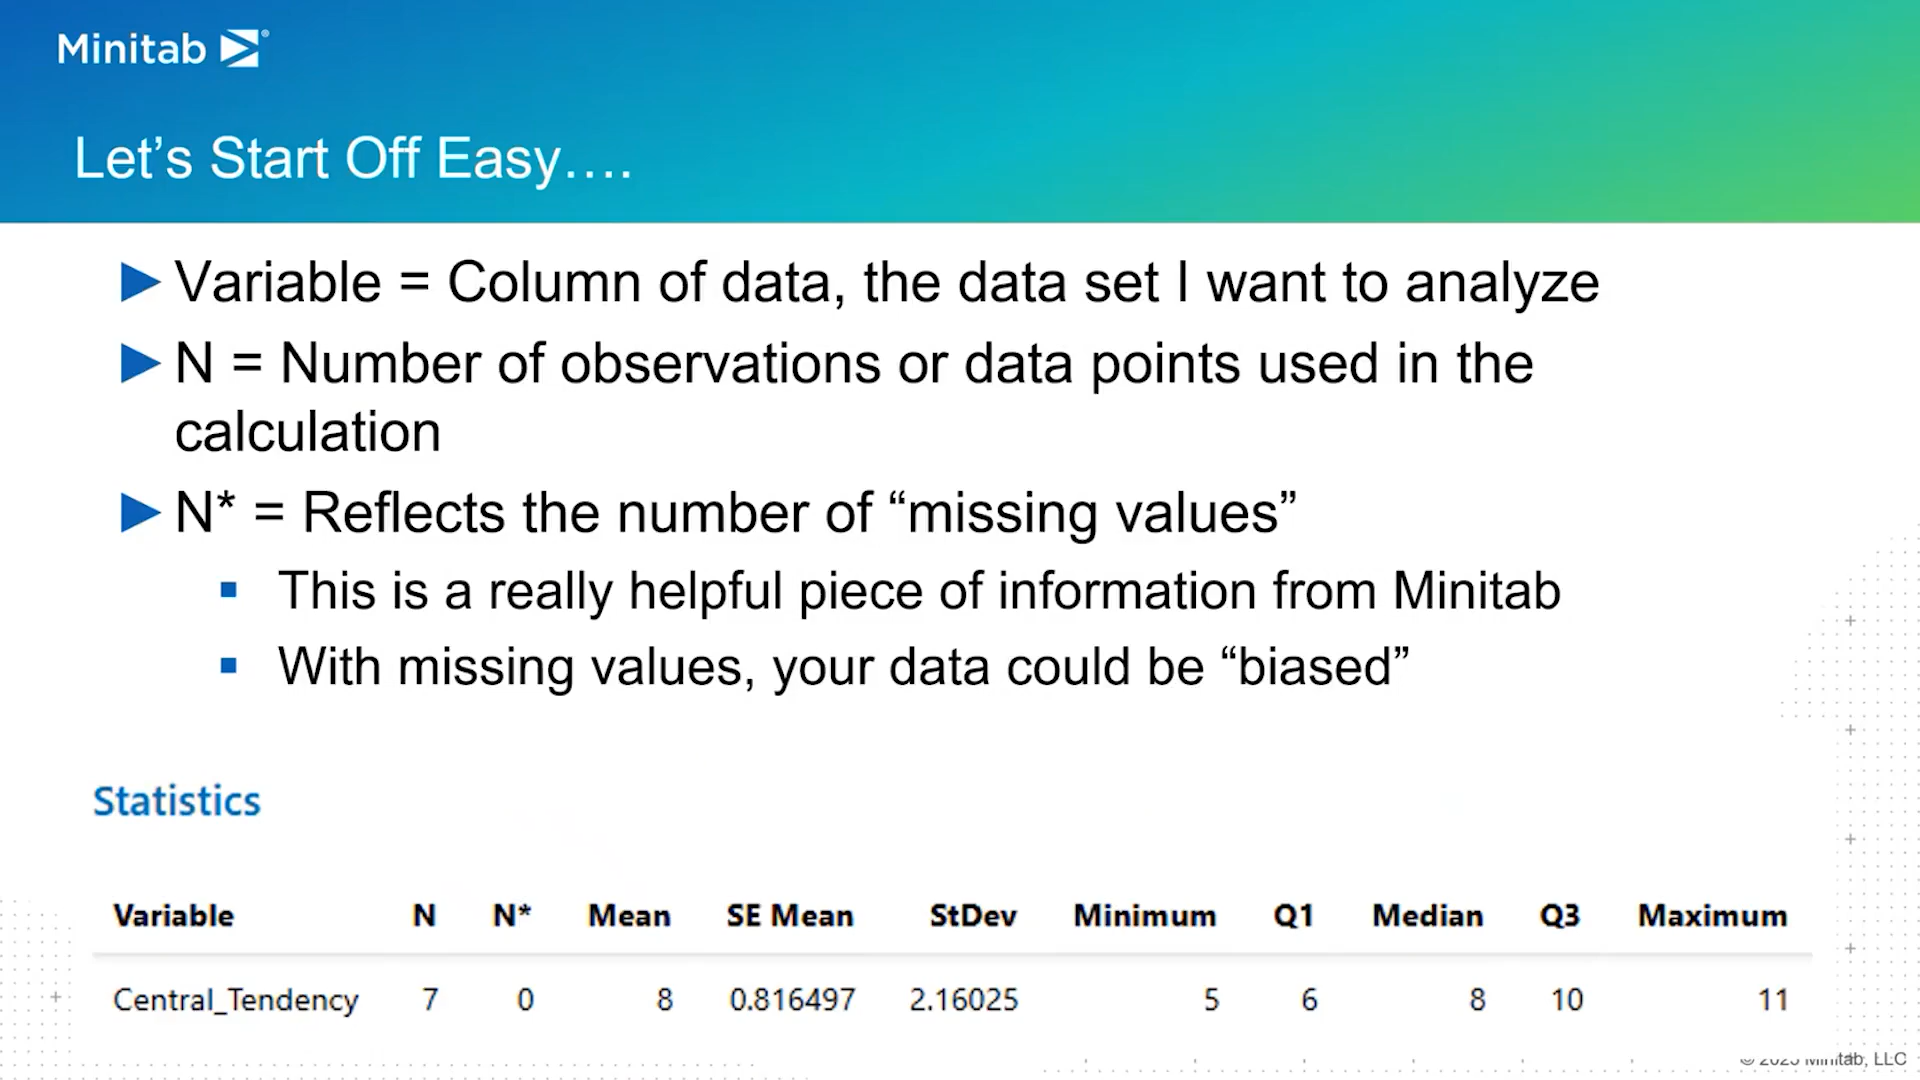 Minitab
Let’s Start Off Easy….
Variable = Column of data, the data set I want to analyze
N = Number of observations or data points used in the
calculation
N* = Reflects the number of “missing values”
This is a really helpful piece of information from Minitab
With missing values, your data could be “biased”
Statistics
Variable N N* Mean SE Mean StDev Minimum Q1 Median Q3 Maximum
Central_Tendency 7 0 8 0.816497 2.16025 5 6 8 10 11
© Minitab, LLC